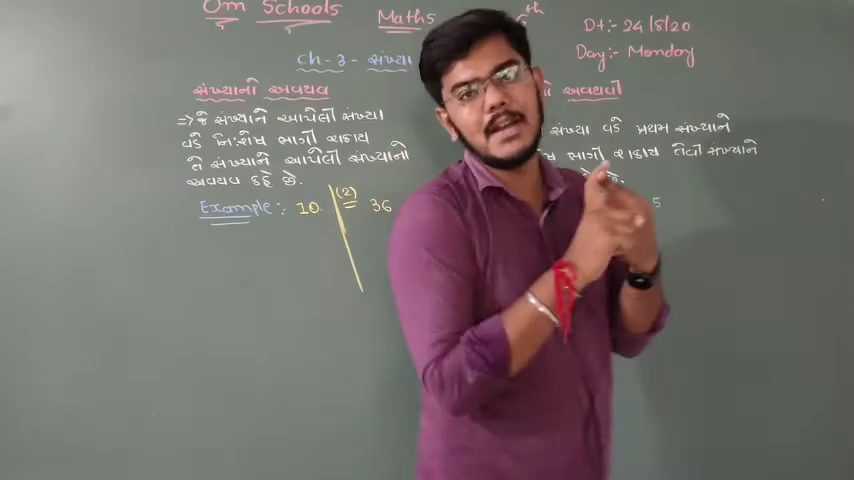 Om Schools Maths 6th Dt:- 24/8/20
Day:- Monday
Ch-3- સંખ્યા
સંખ્યાનો અવયવ અવયવી
⇒ જે સંખ્યાને આપેલી સંખ્યા
વડે નિ:શેષ ભાગી શકાય
તે સંખ્યાને આપેલી સંખ્યાનો
અવયવ કહે છે.
સંખ્યા વડે પ્રથમ સંખ્યાને
ભાગી શકાય તેવી સંખ્યાને
Example :- 10 (2) 36
5